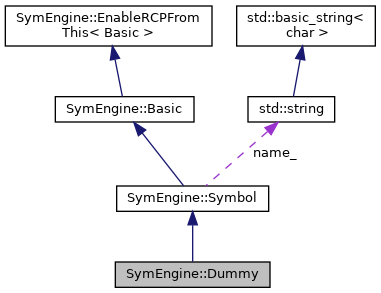 SymEngine::EnableRCPFrom
This< Basic >
std::basic_string<
char >
SymEngine::Basic
std::string
name_
SymEngine::Symbol
SymEngine::Dummy